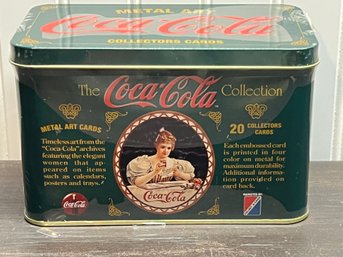 METAL ART
Coca-Cola
COLLECTORS CARDS
The Coca-Cola Collection
METAL ART CARDS
Timeless art from the
"Coca-Cola" archives
featuring the elegant
women that ap-
peared on items
such as calendars,
posters and trays.
Coca-Cola
20 COLLECTORS
CARDS
Each embossed card
is printed in four
color on metal for
maximum durability.
Additional informa-
tion provided on
card back.
Coca-Cola